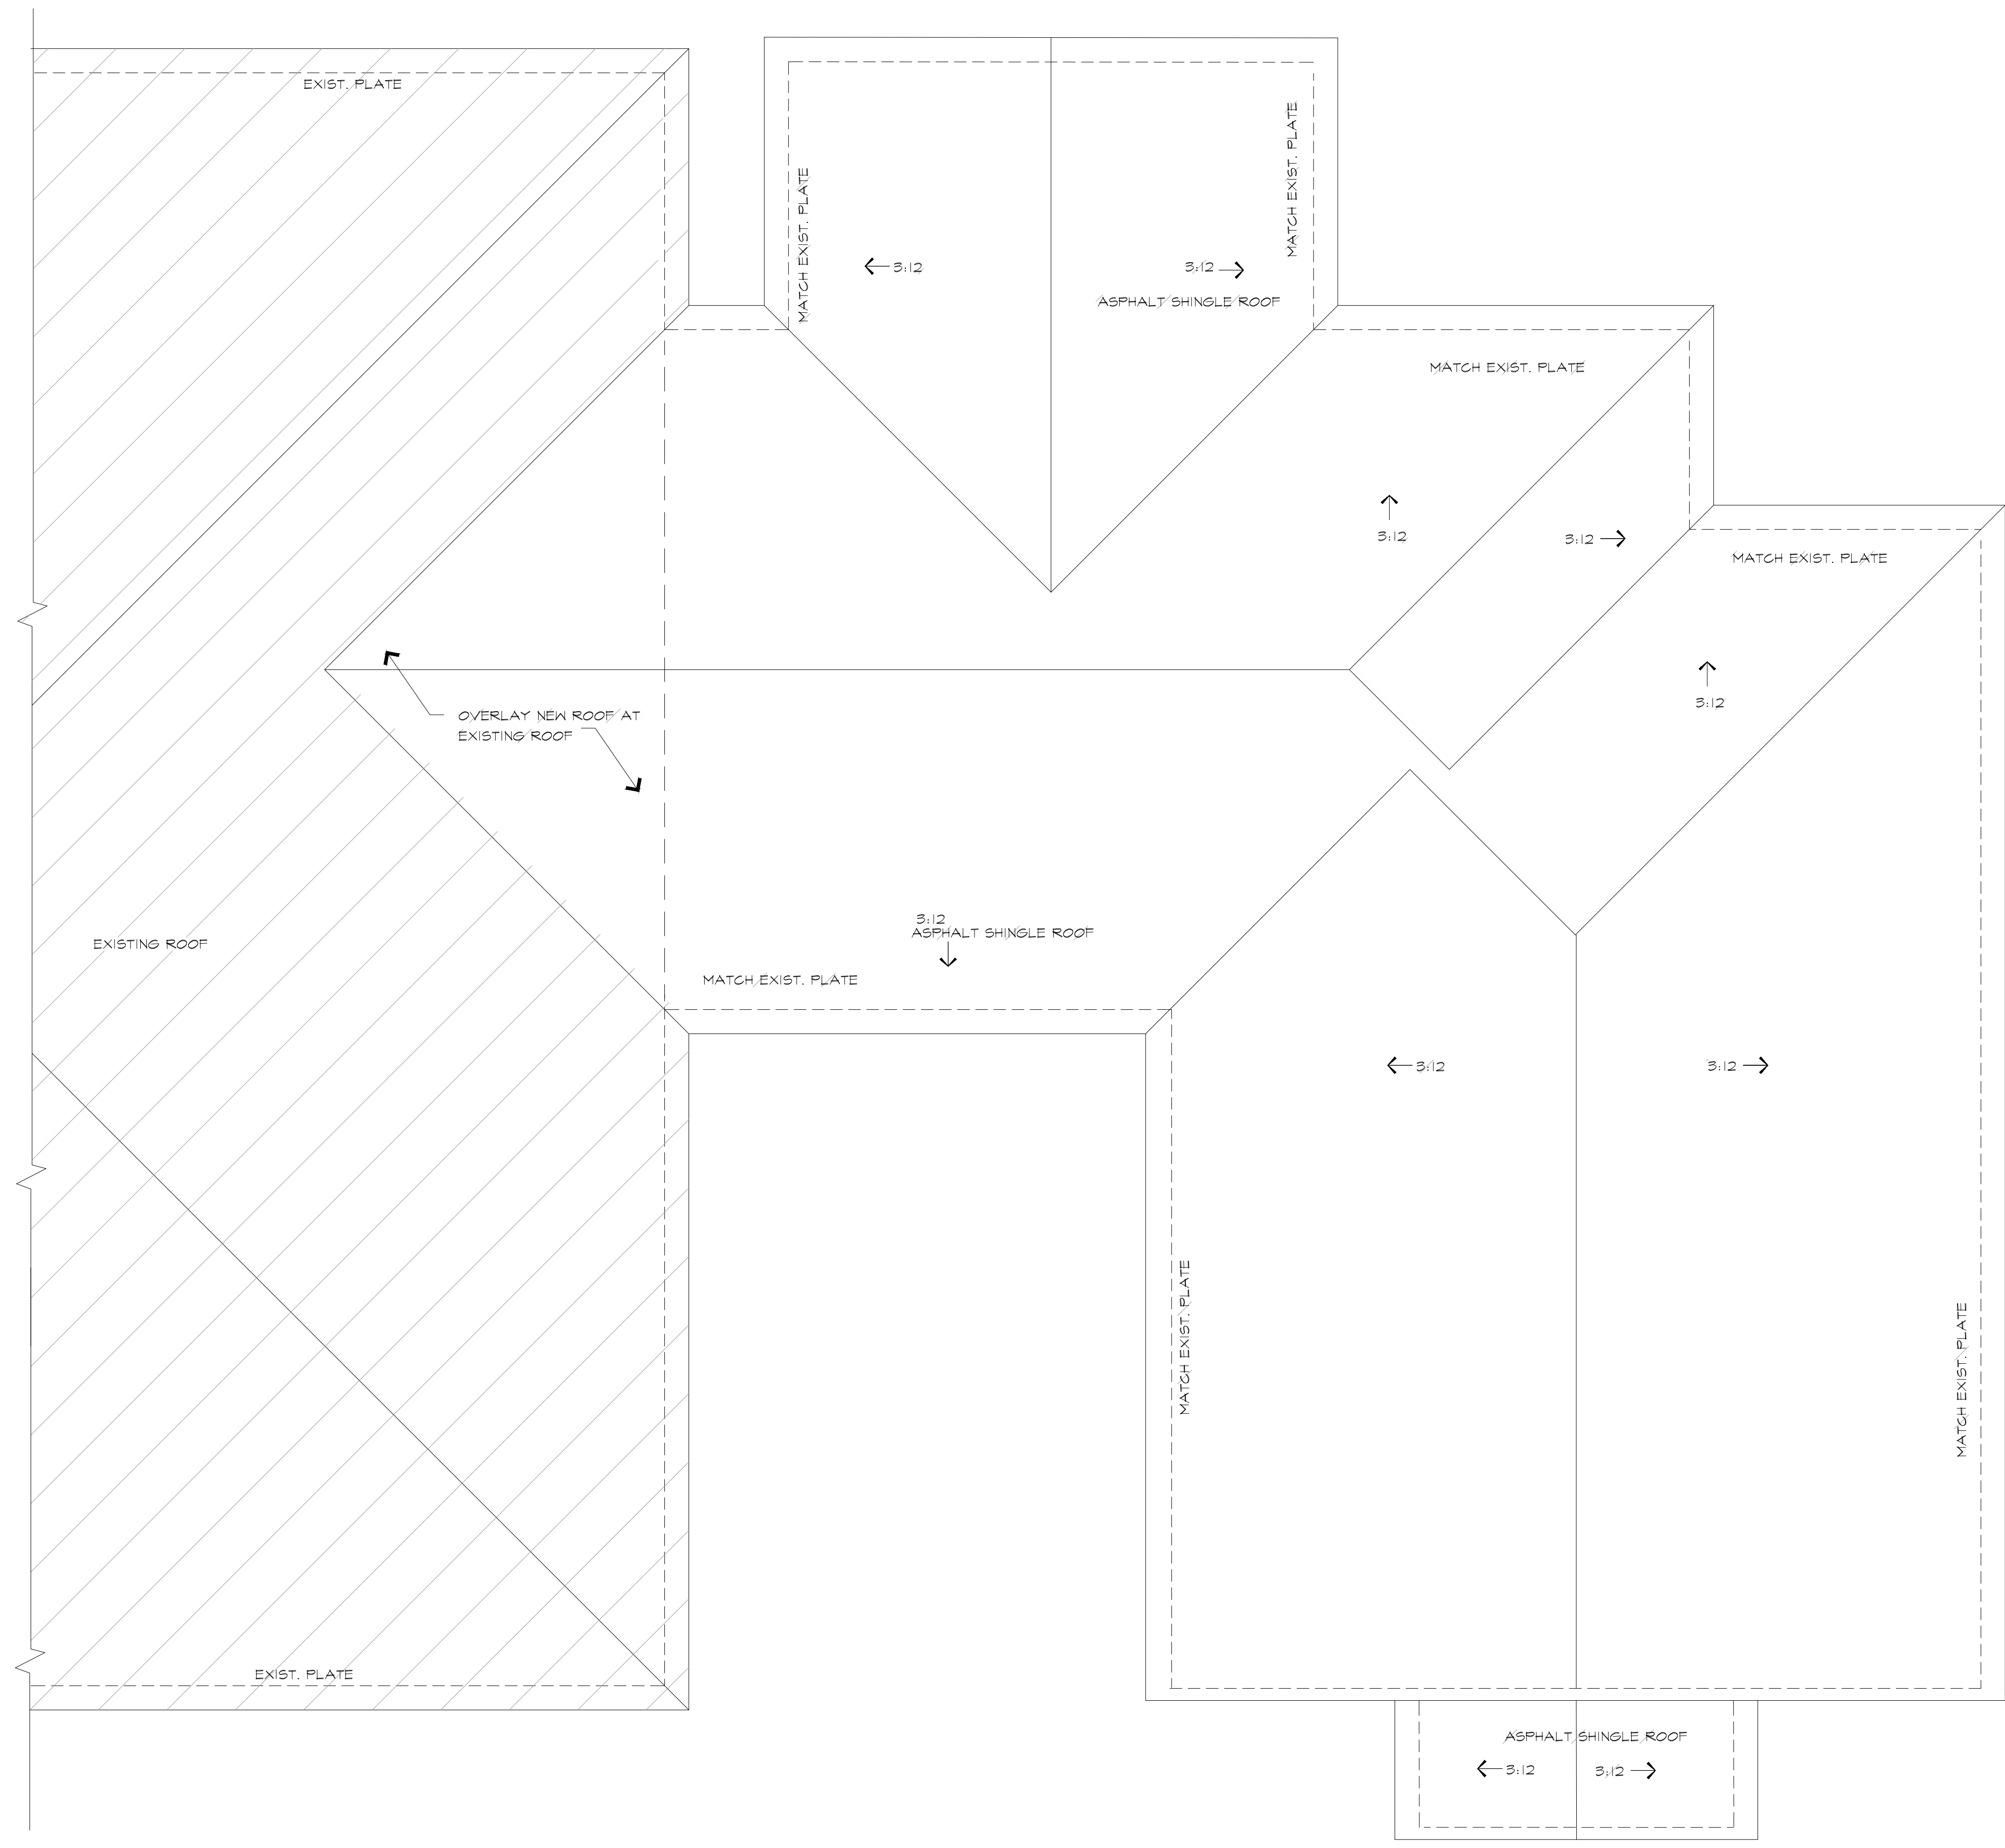 EXIST. PLATE
MATCH EXIST. PLATE
MATCH EXIST. PLATE
3:12
3:12
ASPHALT SHINGLE ROOF
MATCH EXIST. PLATE
3:12
3:12
MATCH EXIST. PLATE
3:12
OVERLAY NEW ROOF AT
EXISTING ROOF
3:12
ASPHALT SHINGLE ROOF
EXISTING ROOF
MATCH EXIST. PLATE
3:12
3:12
MATCH EXIST. PLATE
MATCH EXIST. PLATE
EXIST. PLATE
ASPHALT SHINGLE ROOF
3:12
3:12